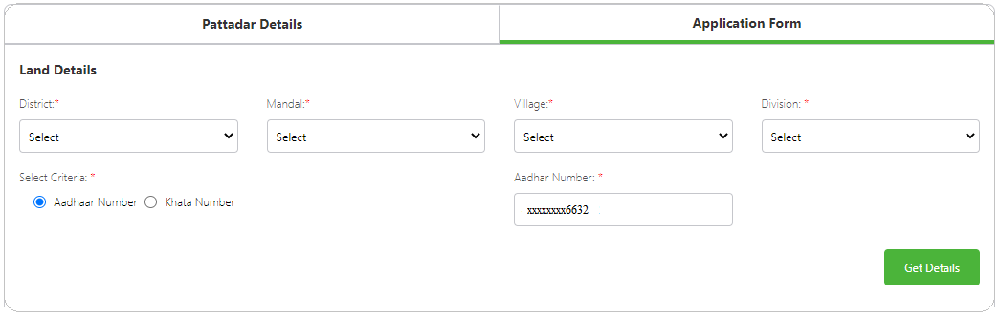 Pattadar Details Application Form
Land Details
District:* Mandal:* Village:* Division: *
Select Select Select Select
Select Criteria: * Aadhar Number: *
Aadhaar Number Khata Number
xxxxxxxx6632
Get Details